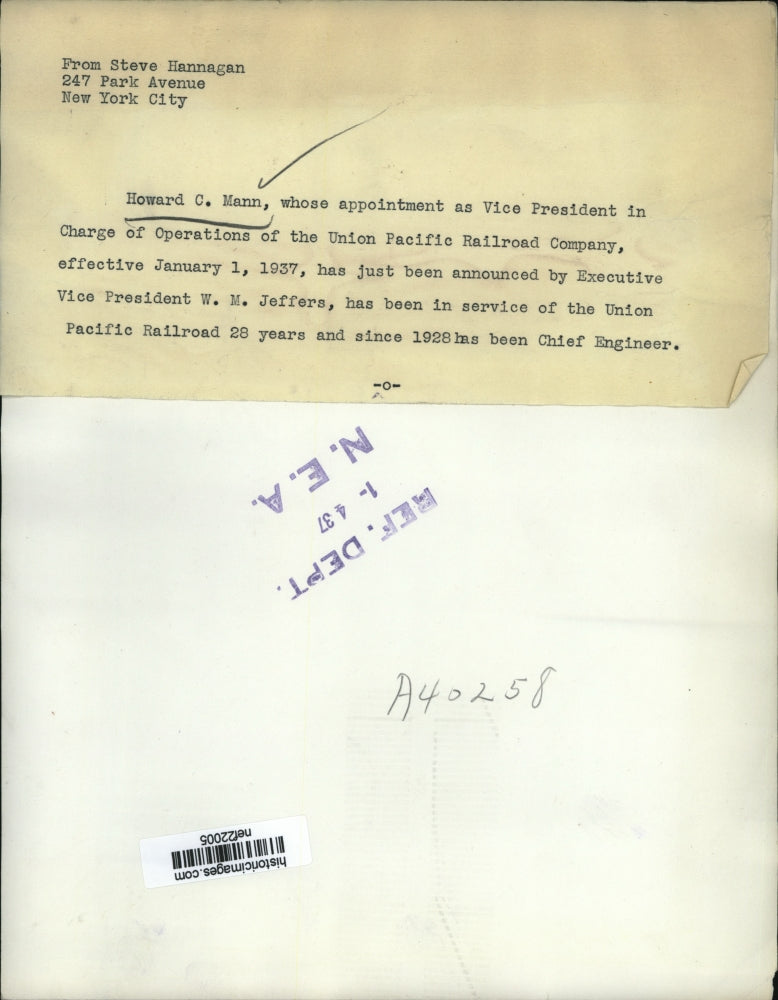 From Steve Hannagan
247 Park Avenue
New York City
Howard C. Mann, whose appointment as Vice President in
Charge of Operations of the Union Pacific Railroad Company,
effective January 1, 1937, has just been announced by Executive
Vice President W. M. Jeffers, has been in service of the Union
Pacific Railroad 28 years and since 1928 has been Chief Engineer.
-o-
N. E. A.
1- 4 37
REF. DEPT.
A40258
historicimages.com
nef22005